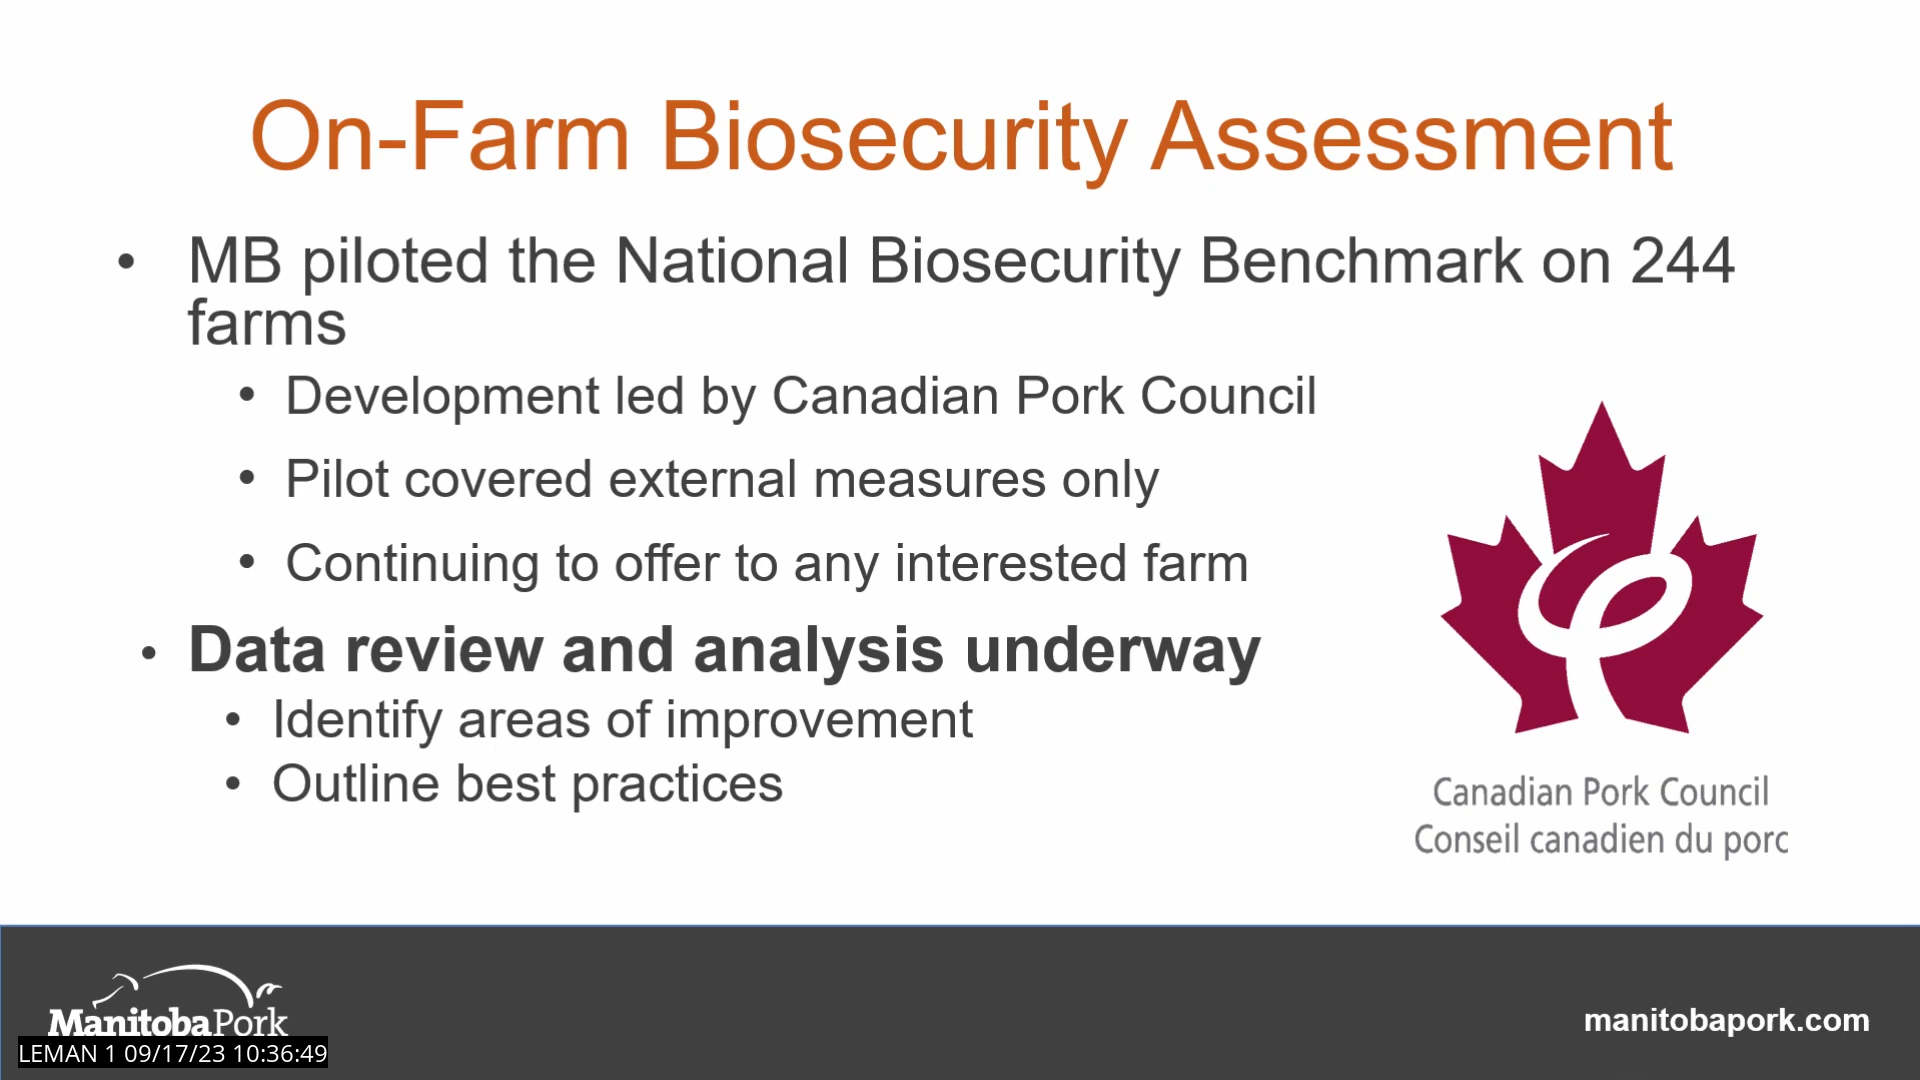 On-Farm Biosecurity Assessment
• MB piloted the National Biosecurity Benchmark on 244
farms
• Development led by Canadian Pork Council
• Pilot covered external measures only
• Continuing to offer to any interested farm
• Data review and analysis underway
• Identify areas of improvement
• Outline best practices
Canadian Pork Council
Conseil canadien du porc
ManitobaPork
manitobapork.com
LEMAN 1 09/17/23 10:36:49